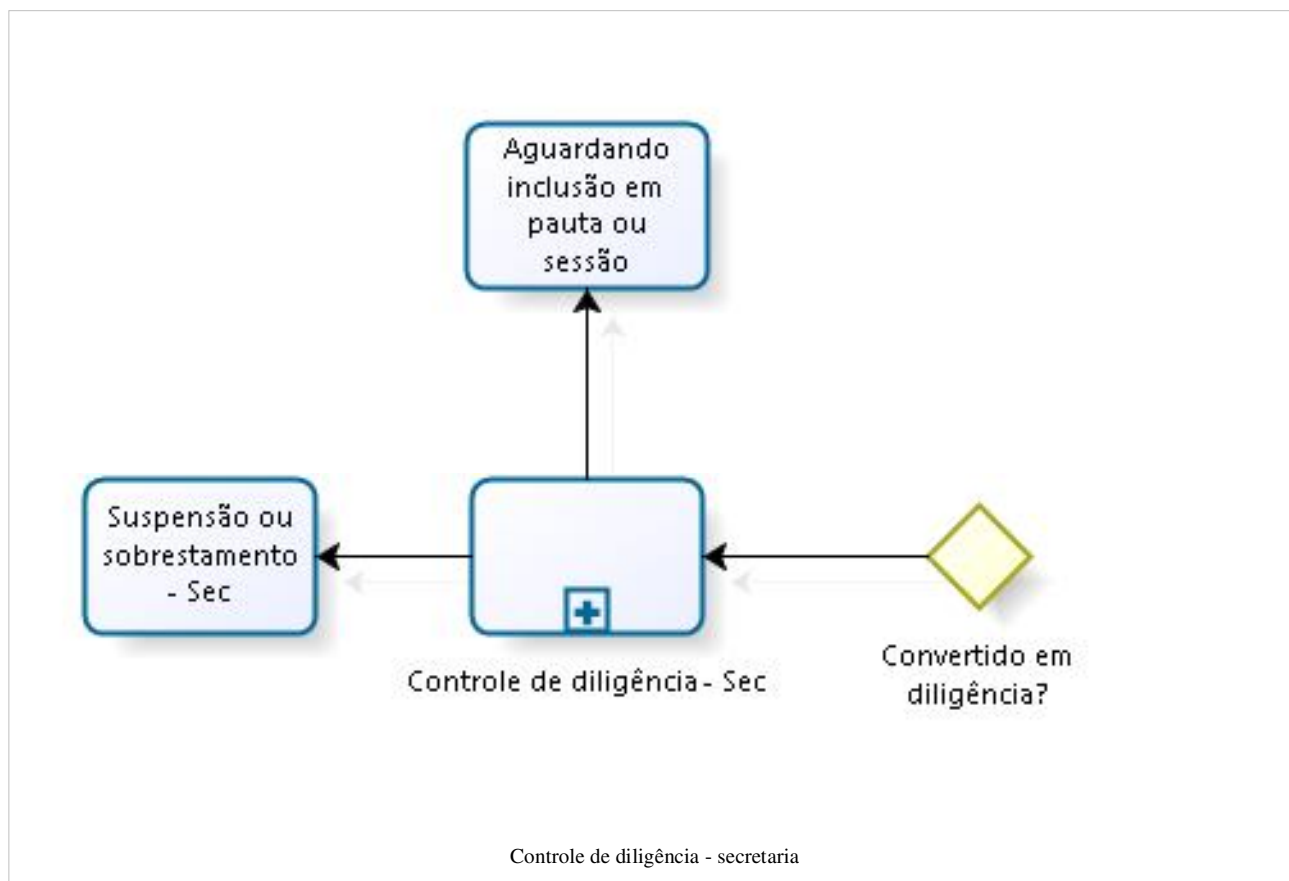 Aguardando
inclusão em
pauta ou
sessão
Suspensão ou
sobrestamento
- Sec
Controle de diligência - Sec
Convertido em
diligência?
Controle de diligência - secretaria